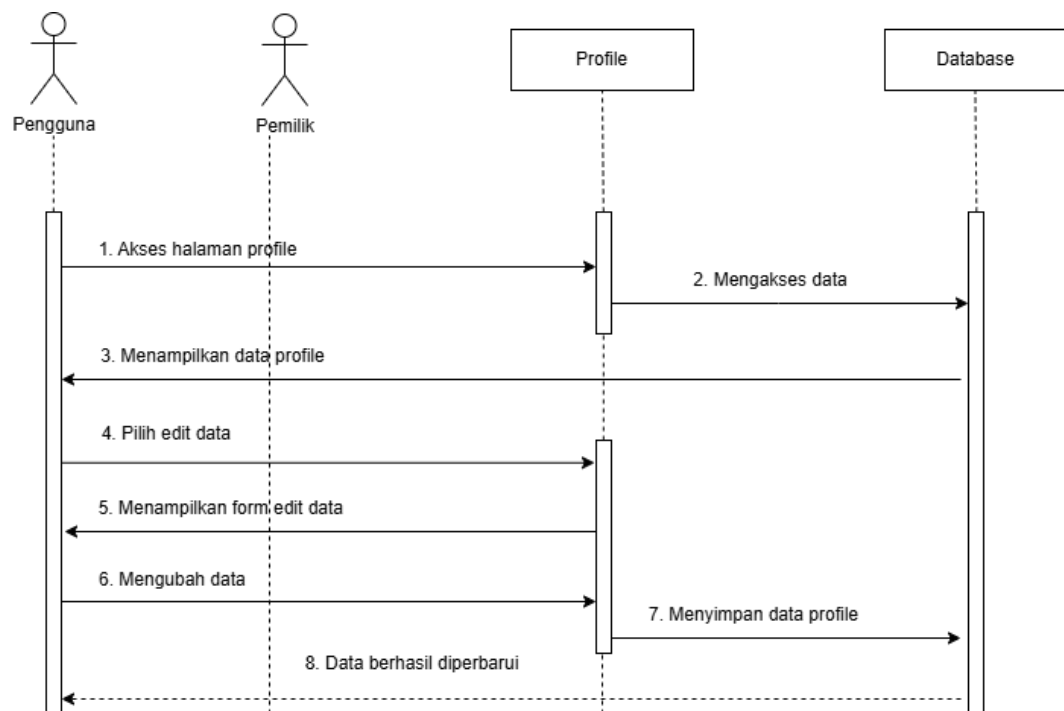 Pengguna
Pemilik
Profile
Database
1. Akses halaman profile
2. Mengakses data
3. Menampilkan data profile
4. Pilih edit data
5. Menampilkan form edit data
6. Mengubah data
7. Menyimpan data profile
8. Data berhasil diperbarui